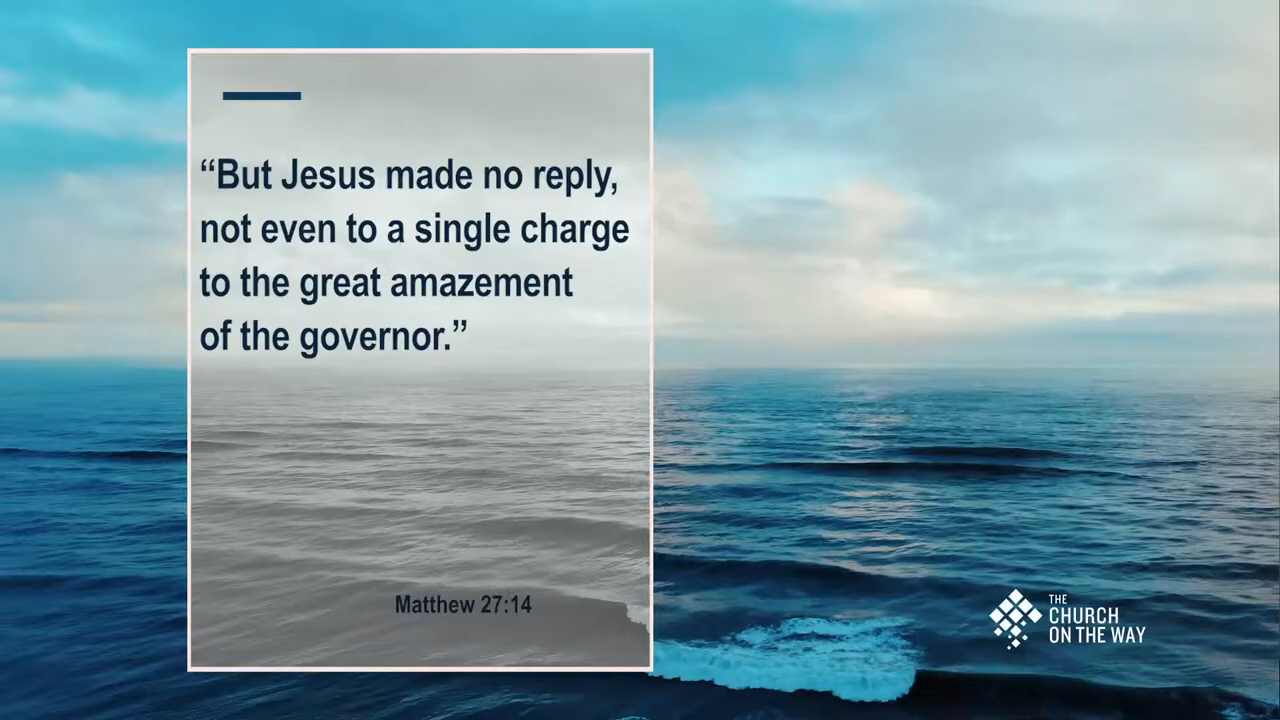 “But Jesus made no reply,
not even to a single charge
to the great amazement
of the governor.”
Matthew 27:14
THE
CHURCH
ON THE WAY